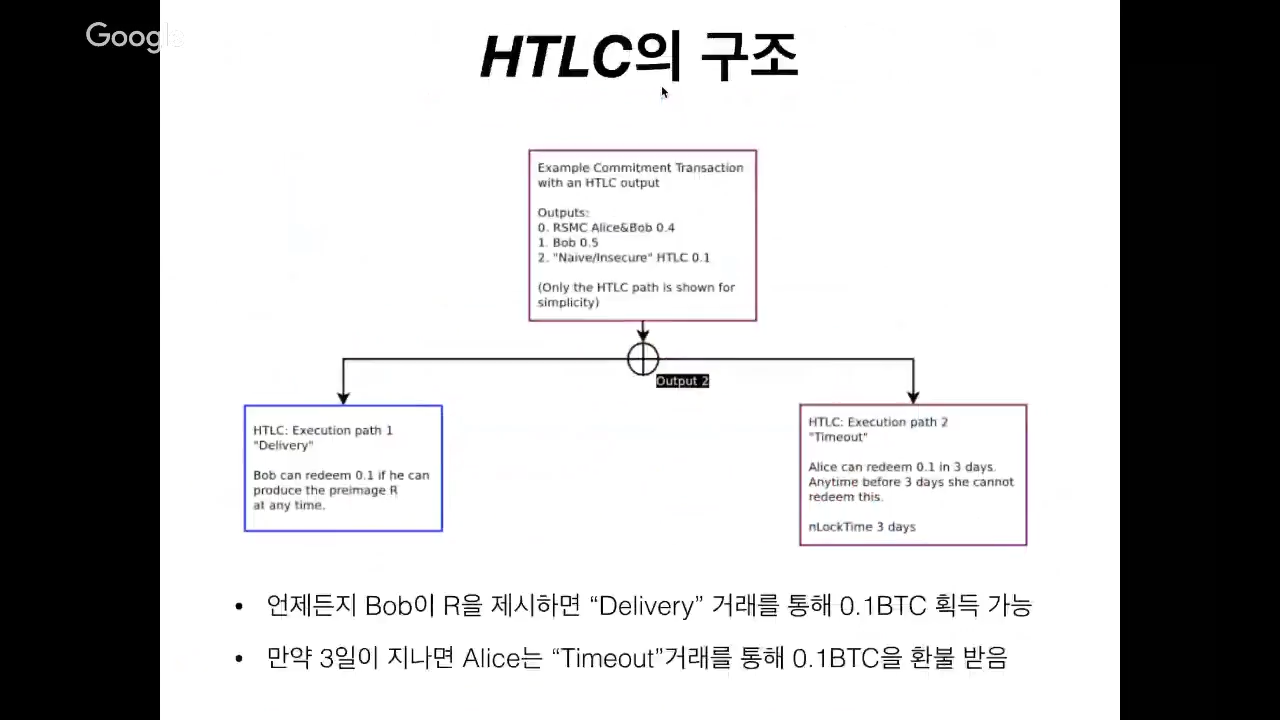 Google
HTLC의 구조
Example Commitment Transaction
with an HTLC output
Outputs:
0. RSMC Alice&Bob 0.4
1. Bob 0.5
2. "Naive/Insecure" HTLC 0.1
(Only the HTLC path is shown for
simplicity)
Output 2
HTLC: Execution path 1
"Delivery"
Bob can redeem 0.1 if he can
produce the preimage R
at any time.
HTLC: Execution path 2
"Timeout"
Alice can redeem 0.1 in 3 days.
Anytime before 3 days she cannot
redeem this.
nLockTime 3 days
• 언제든지 Bob이 R을 제시하면 “Delivery” 거래를 통해 0.1BTC 획득 가능
• 만약 3일이 지나면 Alice는 “Timeout”거래를 통해 0.1BTC을 환불 받음